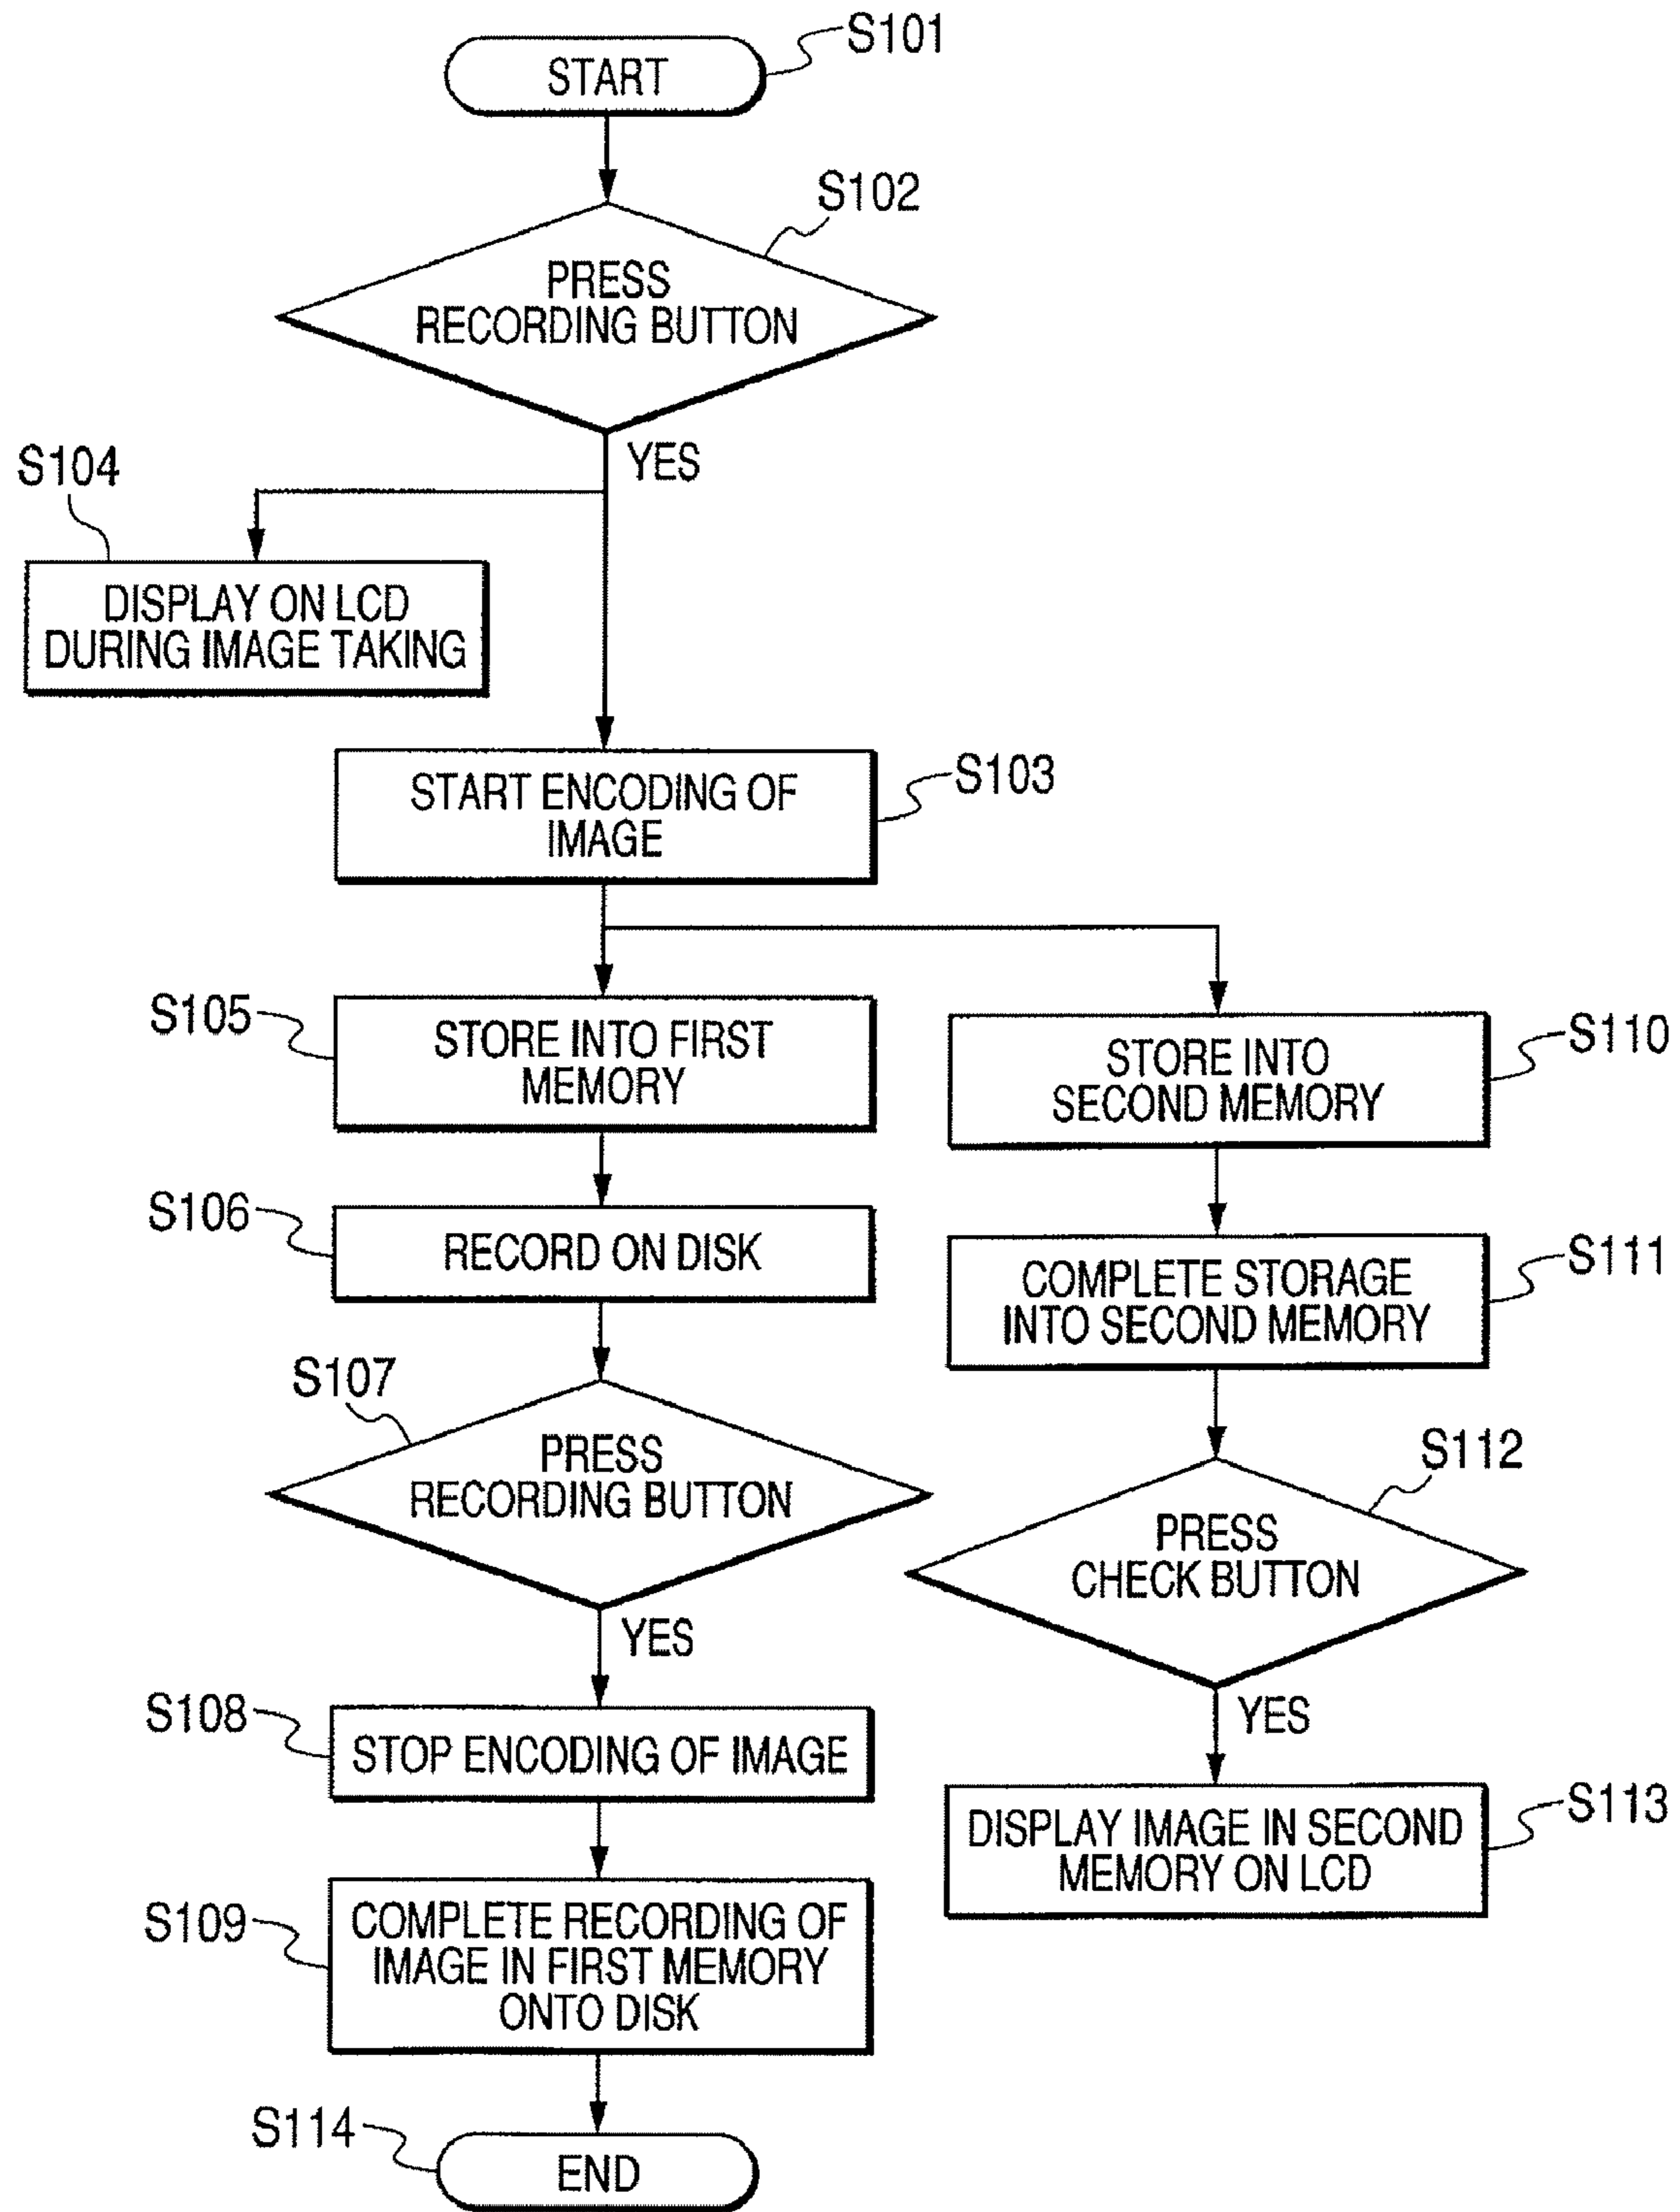 S101
START
S102
PRESS
RECORDING BUTTON
YES
S104
DISPLAY ON LCD
DURING IMAGE TAKING
S103
START ENCODING OF
IMAGE
S105
STORE INTO FIRST
MEMORY
S110
STORE INTO
SECOND MEMORY
S106
RECORD ON DISK
S111
COMPLETE STORAGE
INTO SECOND MEMORY
S107
PRESS
RECORDING BUTTON
YES
S112
PRESS
CHECK BUTTON
YES
S108
STOP ENCODING OF IMAGE
S113
DISPLAY IMAGE IN SECOND
MEMORY ON LCD
S109
COMPLETE RECORDING OF
IMAGE IN FIRST MEMORY
ONTO DISK
S114
END